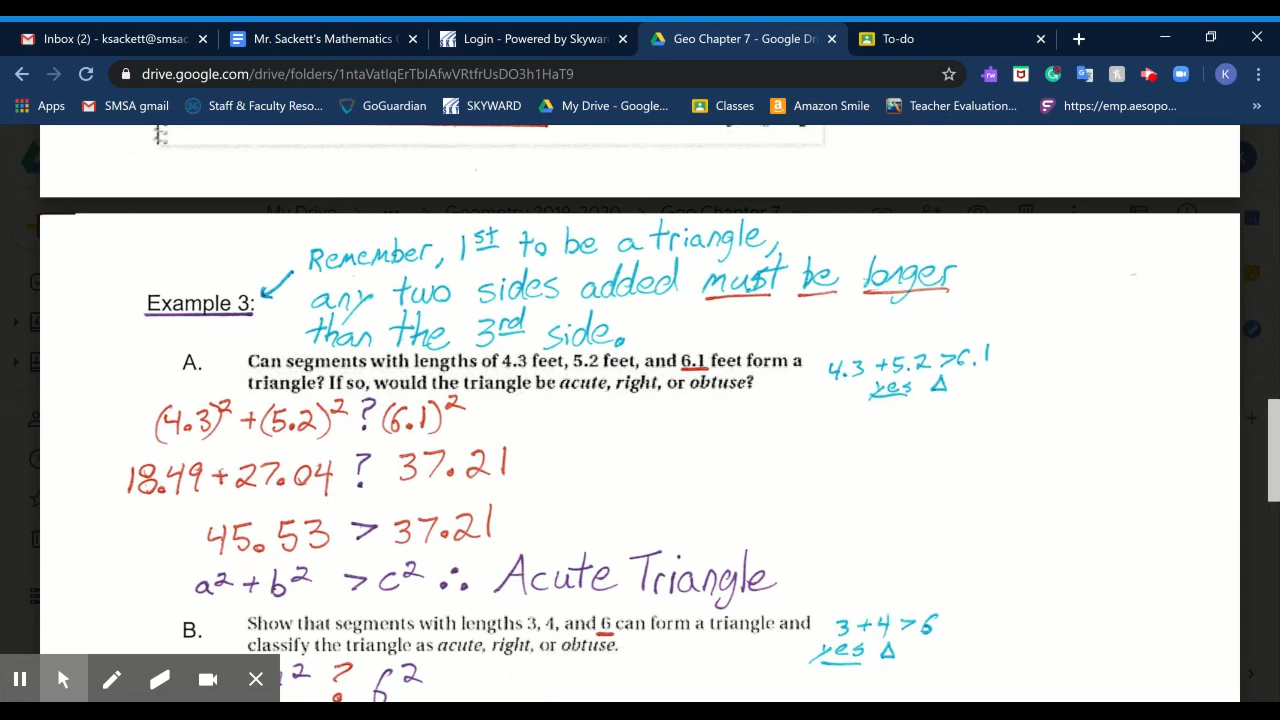 Inbox (2) - ksackett@smsac
Mr. Sackett's Mathematics C
Login - Powered by Skywar
Geo Chapter 7 - Google Dri
To-do
drive.google.com/drive/folders/1ntaVatIqErTbIAfwVRtfrUsDO3h1HaT9
K
Apps
SMSA gmail
Staff & Faculty Reso...
GoGuardian
SKYWARD
My Drive - Google...
Classes
Amazon Smile
Teacher Evaluation...
https://emp.aesopo...
»
Remember, 1st to be a triangle,
any two sides added must be longer
than the 3rd side.
Example 3:
A.
Can segments with lengths of 4.3 feet, 5.2 feet, and 6.1 feet form a
triangle? If so, would the triangle be acute, right, or obtuse?
4.3 + 5.2 > 6.1
yes Δ
(4.3)² + (5.2)² ? (6.1)²
18.49 + 27.04 ? 37.21
45.53 > 37.21
a² + b² > c² ∴ Acute Triangle
B.
Show that segments with lengths 3, 4, and 6 can form a triangle and
classify the triangle as acute, right, or obtuse.
3 + 4 > 6
yes Δ
² ? 6²